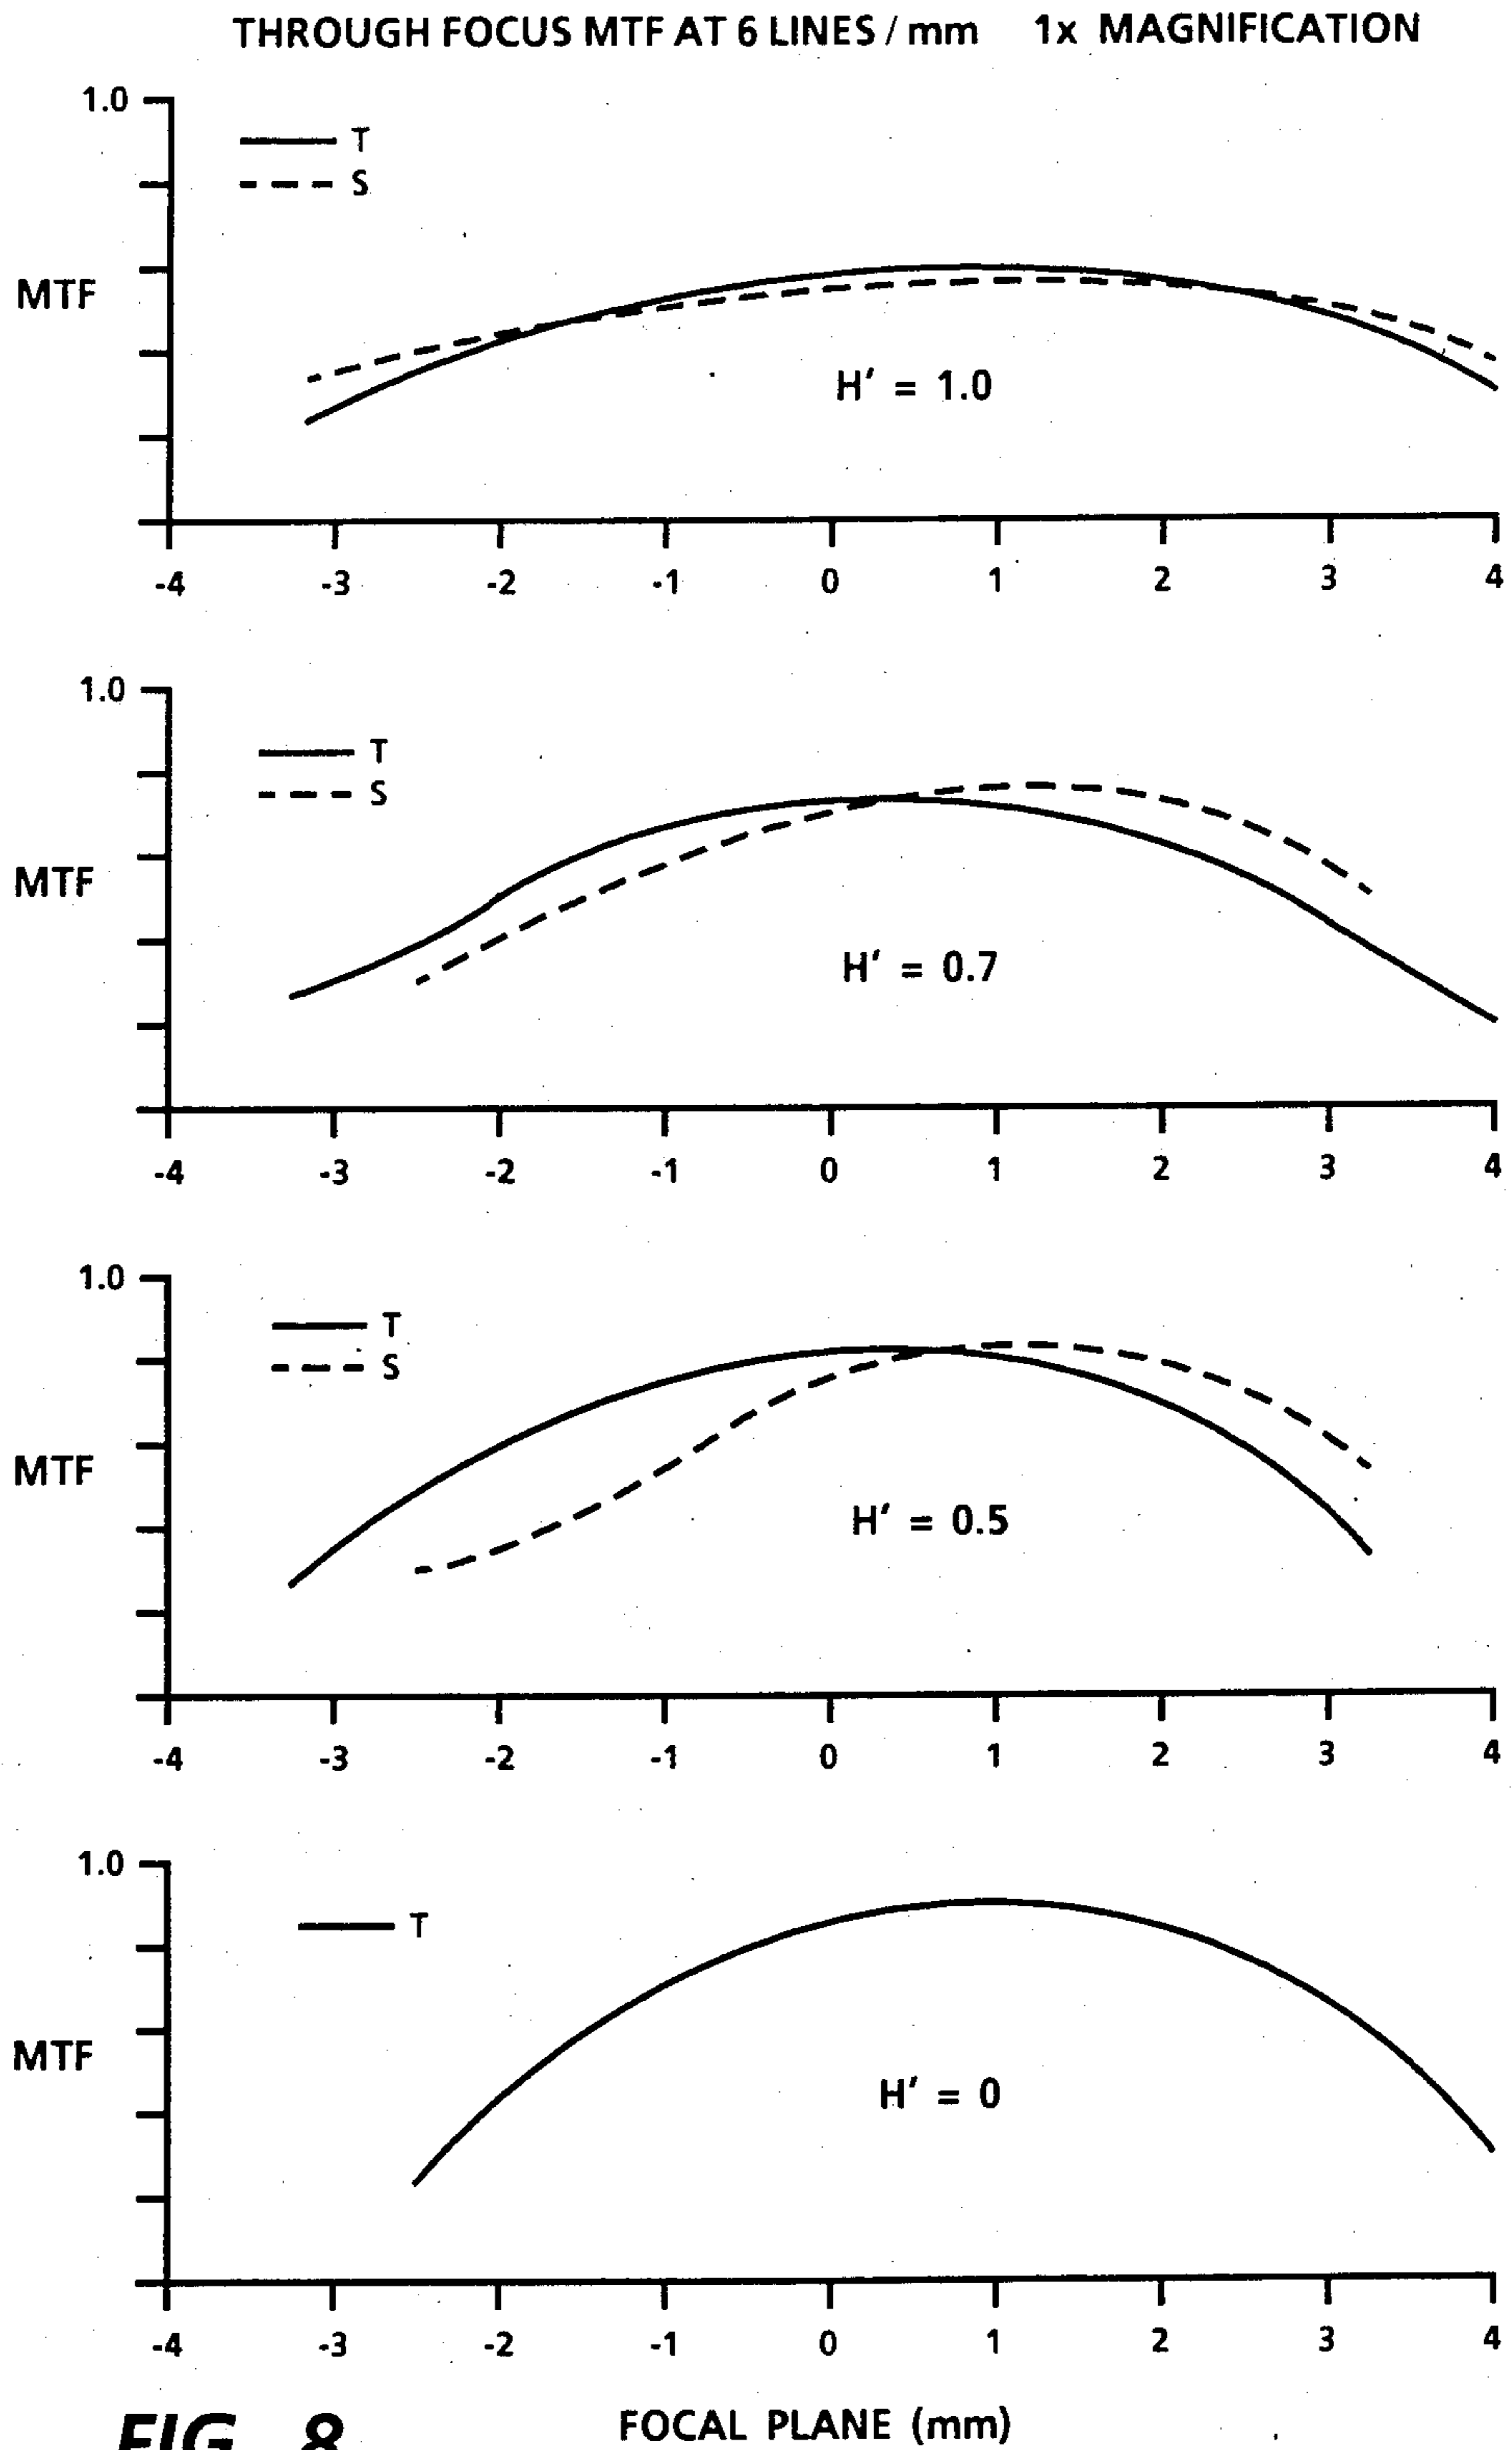 THROUGH FOCUS MTF AT 6 LINES / mm 1x MAGNIFICATION
1.0
T
S
MTF
H' = 1.0
-4 -3 -2 -1 0 1 2 3 4
1.0
T
S
MTF
H' = 0.7
-4 -3 -2 -1 0 1 2 3 4
1.0
T
S
MTF
H' = 0.5
-4 -3 -2 -1 0 1 2 3 4
1.0
T
MTF
H' = 0
-4 -3 -2 -1 0 1 2 3 4
FOCAL PLANE (mm)
FIG. 8